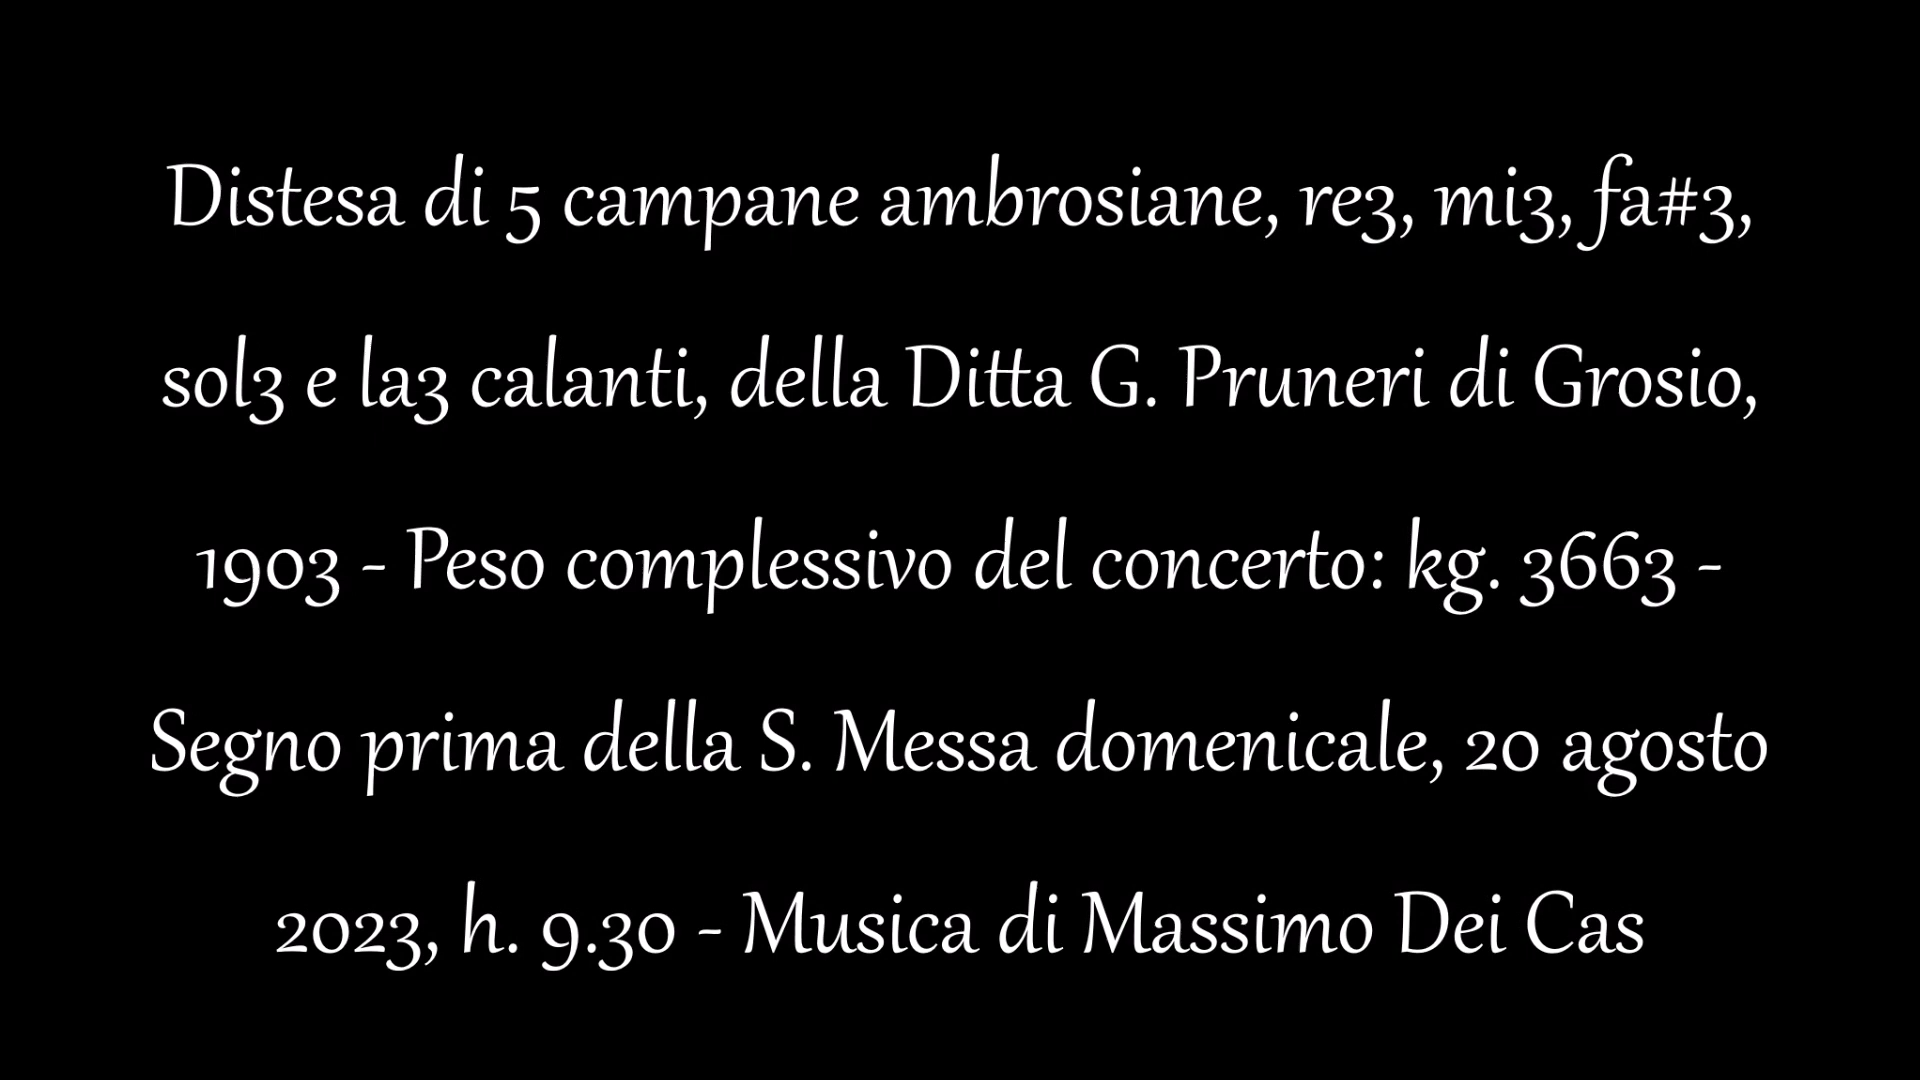 Distesa di 5 campane ambrosiane, re3, mi3, fa#3,
sol3 e la3 calanti, della Ditta G. Pruneri di Grosio,
1903 - Peso complessivo del concerto: kg. 3663 -
Segno prima della S. Messa domenicale, 20 agosto
2023, h. 9.30 - Musica di Massimo Dei Cas